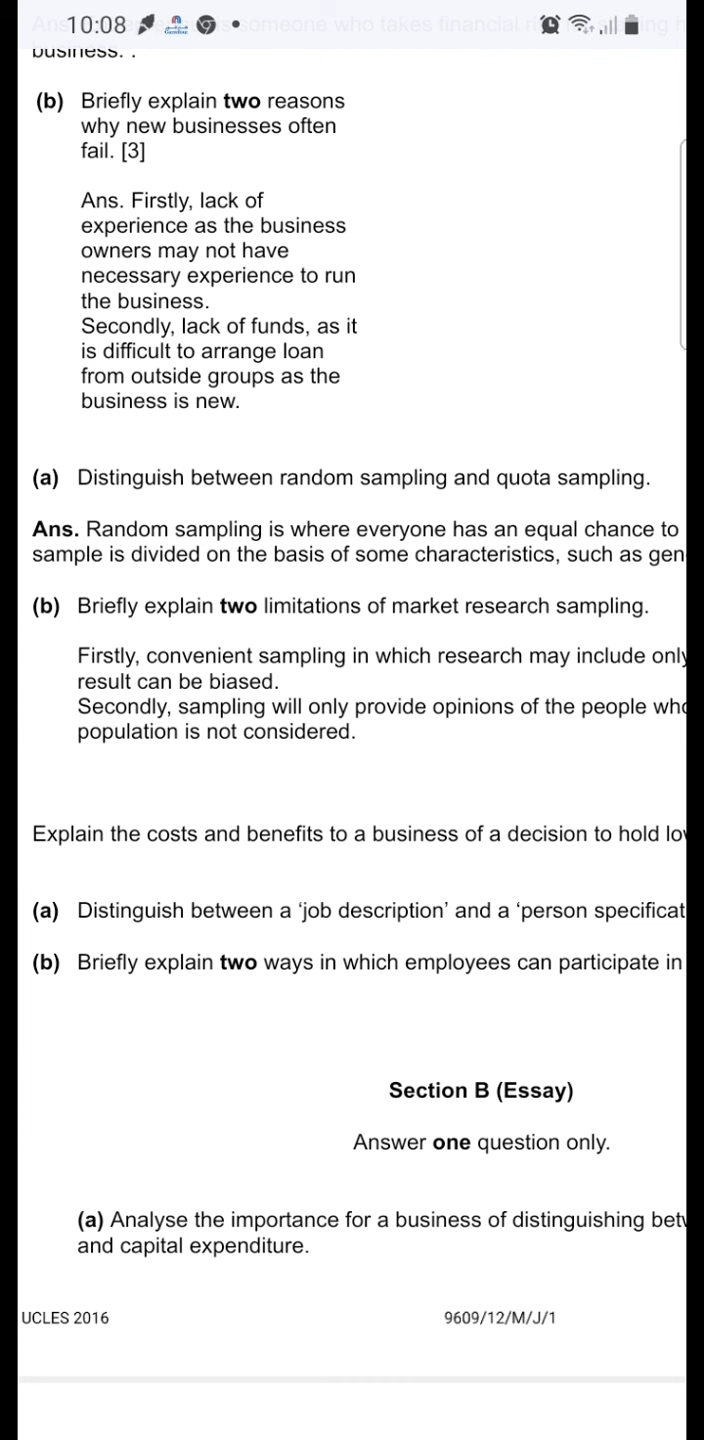 10:08
Ans someone who takes financial
business. .
(b) Briefly explain two reasons
why new businesses often
fail. [3]
Ans. Firstly, lack of
experience as the business
owners may not have
necessary experience to run
the business.
Secondly, lack of funds, as it
is difficult to arrange loan
from outside groups as the
business is new.
(a) Distinguish between random sampling and quota sampling.
Ans. Random sampling is where everyone has an equal chance to
sample is divided on the basis of some characteristics, such as gen
(b) Briefly explain two limitations of market research sampling.
Firstly, convenient sampling in which research may include only
result can be biased.
Secondly, sampling will only provide opinions of the people who
population is not considered.
Explain the costs and benefits to a business of a decision to hold lo
(a) Distinguish between a ‘job description’ and a ‘person specificat
(b) Briefly explain two ways in which employees can participate in
Section B (Essay)
Answer one question only.
(a) Analyse the importance for a business of distinguishing bet
and capital expenditure.
UCLES 2016 9609/12/M/J/1